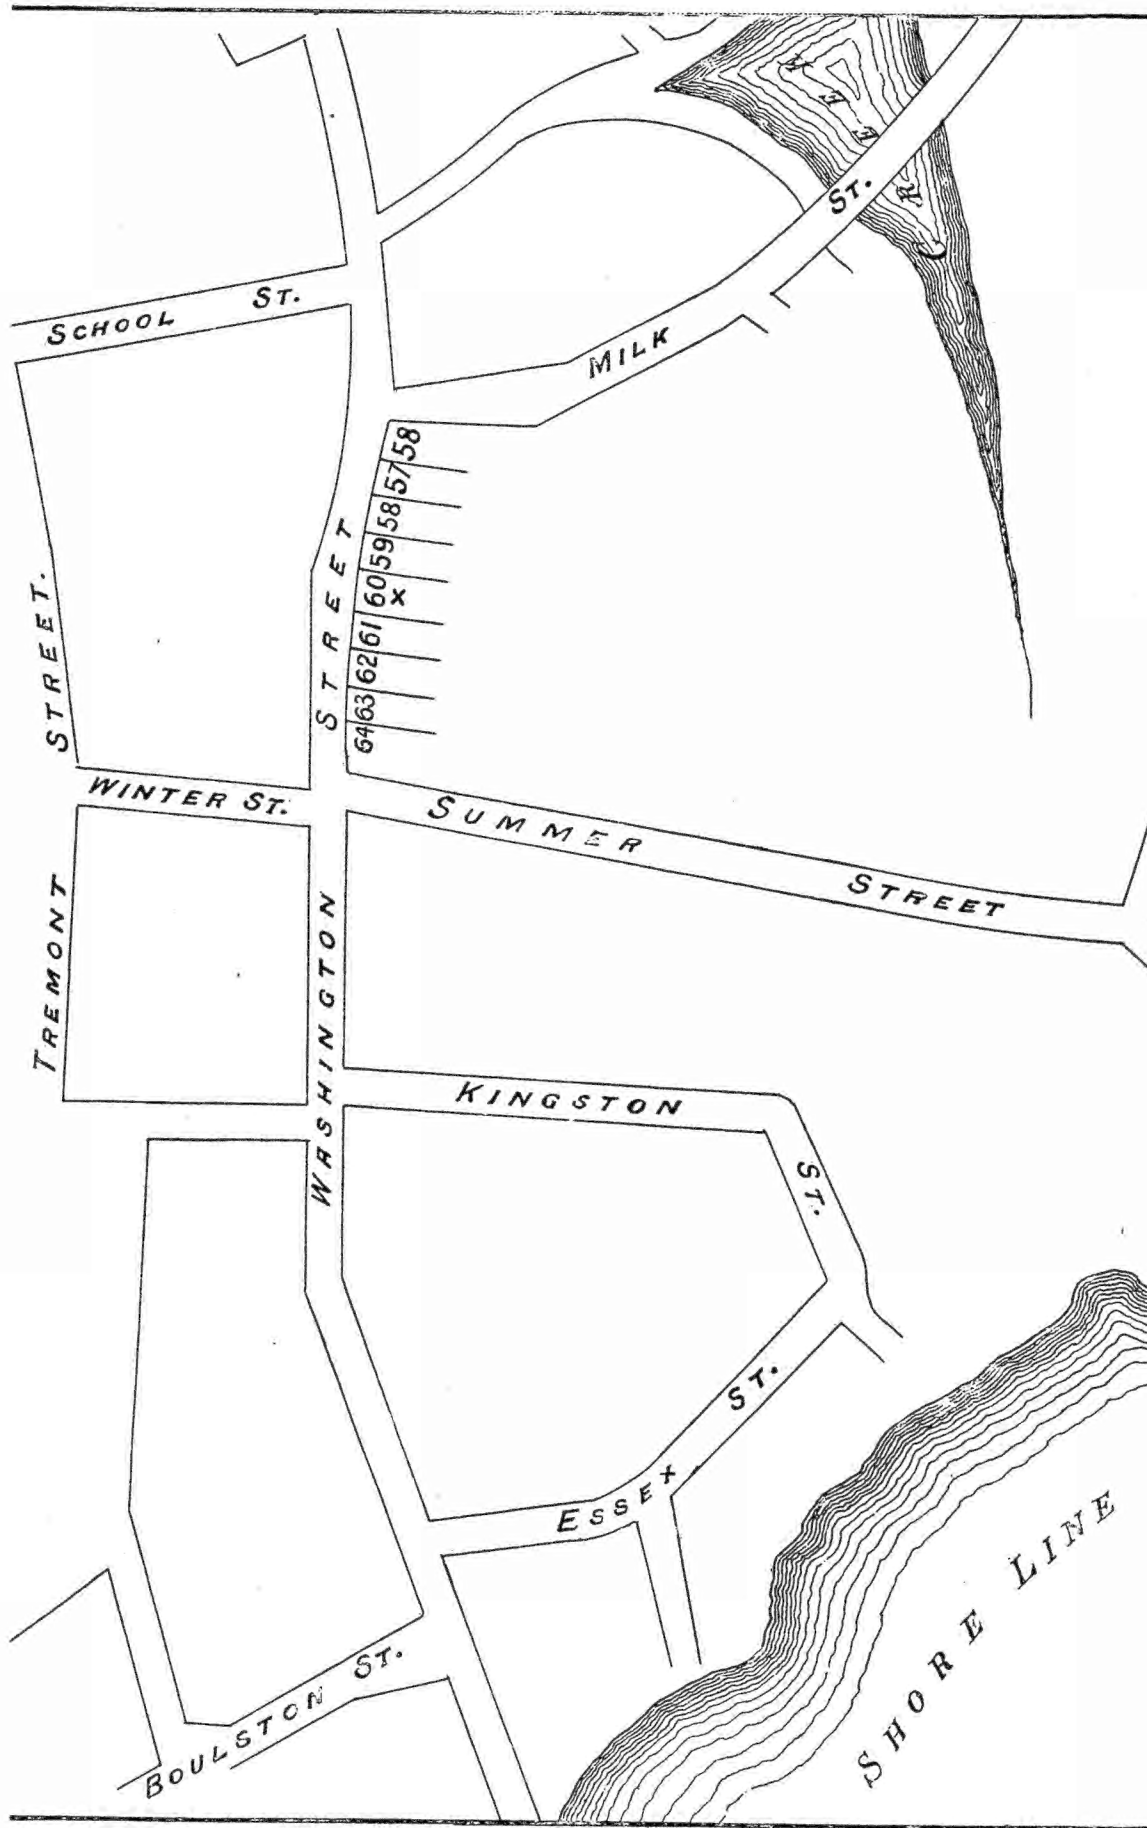 CREEK
SCHOOL ST.
MILK ST.
58
57
58
59
60
x
61
62
63
64
TREMONT STREET.
WASHINGTON STREET
WINTER ST.
SUMMER STREET
KINGSTON ST.
ESSEX ST.
BOULSTON ST.
SHORE LINE